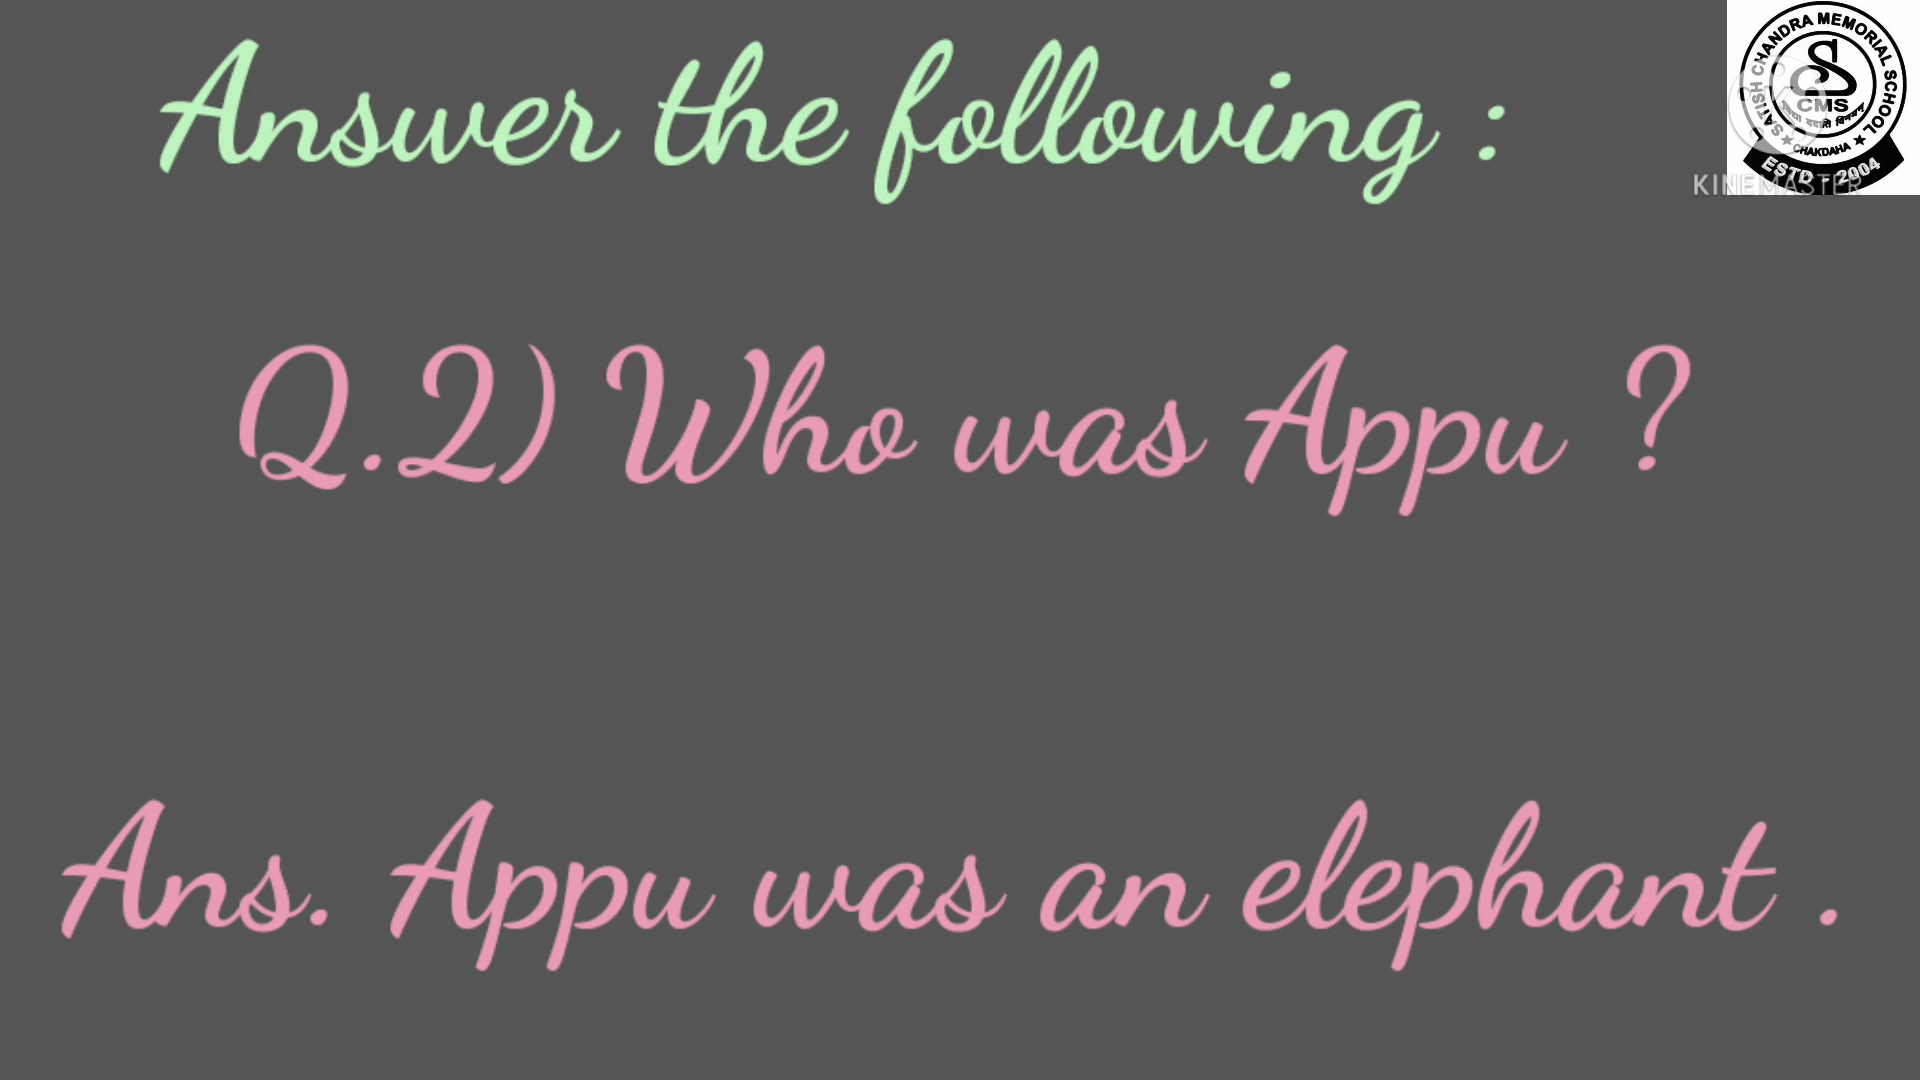 Answer the following :
SATISH CHANDRA MEMORIAL SCHOOL
S
CMS
CHAKDAHA
ESTD - 2004
KINEMASTER
Q.2) Who was Appu ?
Ans. Appu was an elephant .